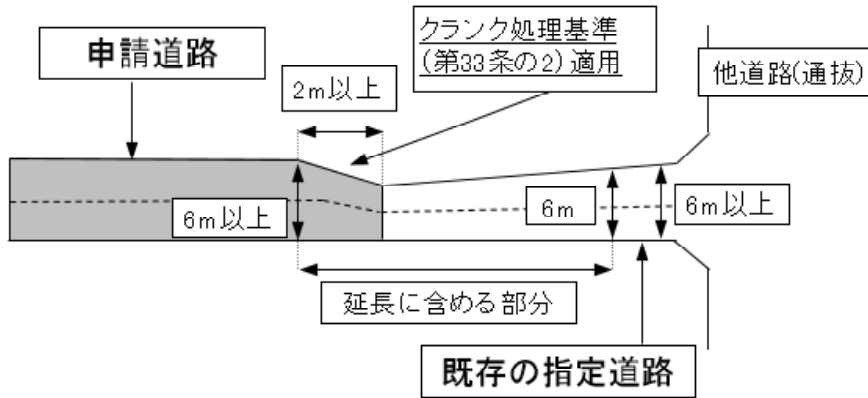 クランク処理基準
(第33条の2) 適用
申請道路
他道路(通抜)
2m以上
6m以上
6m
6m以上
延長に含める部分
既存の指定道路